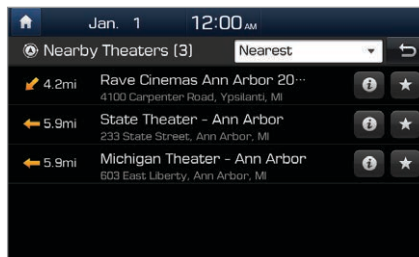 Jan. 1 12:00 AM
Nearby Theaters (3) Nearest
4.2mi Rave Cinemas Ann Arbor 20...
4100 Carpenter Road, Ypsilanti, MI
5.9mi State Theater - Ann Arbor
233 State Street, Ann Arbor, MI
5.9mi Michigan Theater - Ann Arbor
603 East Liberty, Ann Arbor, MI